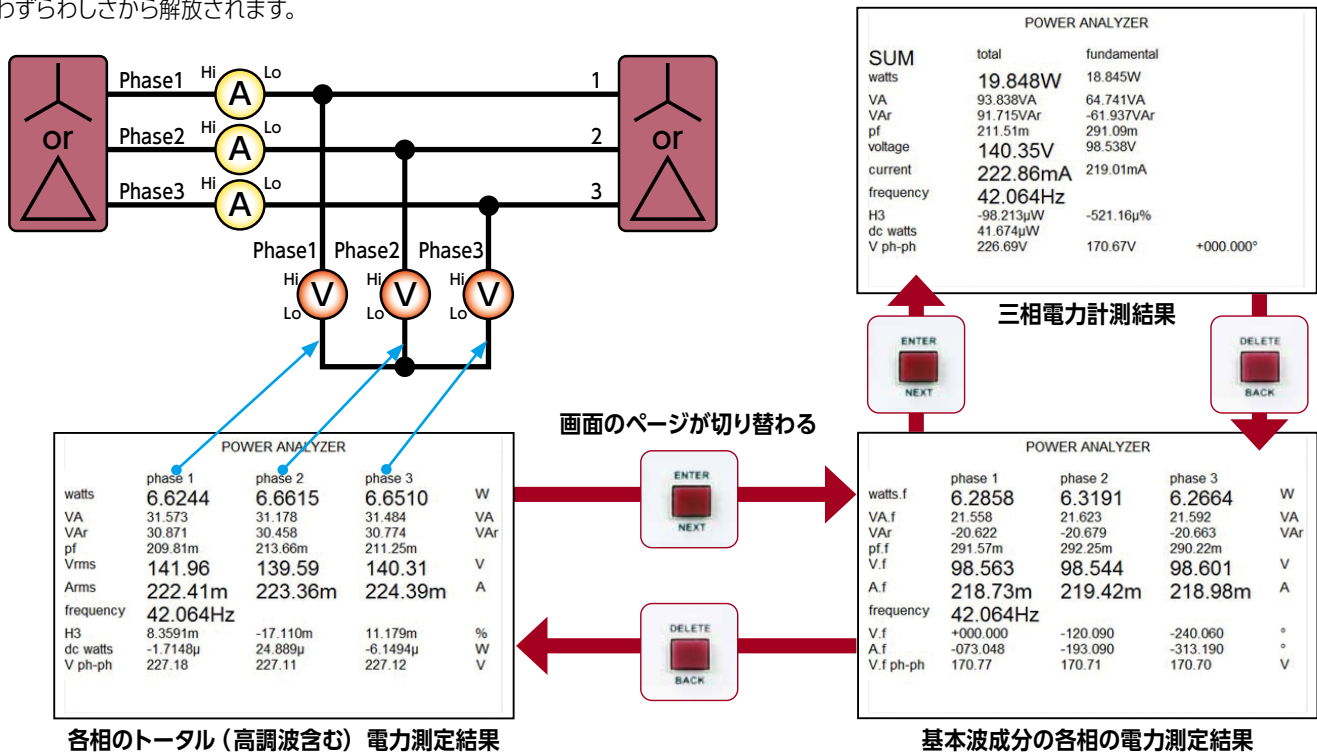 わずらわしさから解放されます。
or
Phase1 Hi A Lo 1
Phase2 Hi A Lo 2
Phase3 Hi A Lo 3
or
Phase1 Phase2 Phase3
Hi V Lo
Hi V Lo
Hi V Lo
POWER ANALYZER
SUM total fundamental
watts 19.848W 18.845W
VA 93.838VA 64.741VA
VAr 91.715VAr -61.937VAr
pf 211.51m 291.09m
voltage 140.35V 98.538V
current 222.86mA 219.01mA
frequency 42.064Hz
H3 -98.213µW -521.16µ%
dc watts 41.674µW
V ph-ph 226.69V 170.67V +000.000°
三相電力計測結果
ENTER
NEXT
DELETE
BACK
画面のページが切り替わる
ENTER
NEXT
DELETE
BACK
POWER ANALYZER
phase 1 phase 2 phase 3
watts 6.6244 6.6615 6.6510 W
VA 31.573 31.178 31.484 VA
VAr 30.871 30.458 30.774 VAr
pf 209.81m 213.66m 211.25m
Vrms 141.96 139.59 140.31 V
Arms 222.41m 223.36m 224.39m A
frequency 42.064Hz
H3 8.3591m -17.110m 11.179m %
dc watts -1.7148µ 24.889µ -6.1494µ W
V ph-ph 227.18 227.11 227.12 V
各相のトータル（高調波含む）電力測定結果
POWER ANALYZER
phase 1 phase 2 phase 3
watts.f 6.2858 6.3191 6.2664 W
VA.f 21.558 21.623 21.592 VA
VAr -20.622 -20.679 -20.663 VAr
pf.f 291.57m 292.25m 290.22m
V.f 98.563 98.544 98.601 V
A.f 218.73m 219.42m 218.98m A
frequency 42.064Hz
V.f +000.000 -120.090 -240.060 °
A.f -073.048 -193.090 -313.190 °
V.f ph-ph 170.77 170.71 170.70 V
基本波成分の各相の電力測定結果